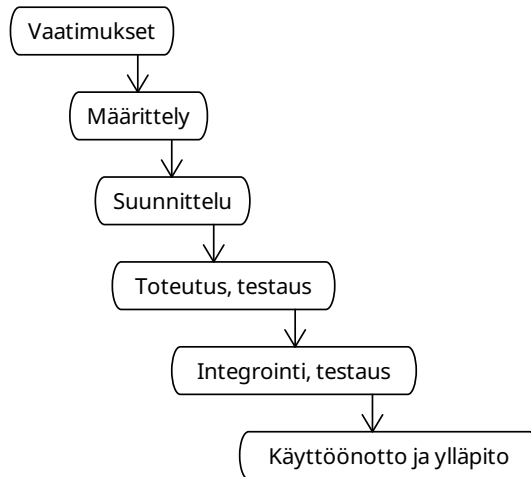 Vaatimukset
Määrittely
Suunnittelu
Toteutus, testaus
Integrointi, testaus
Käyttöönotto ja ylläpito